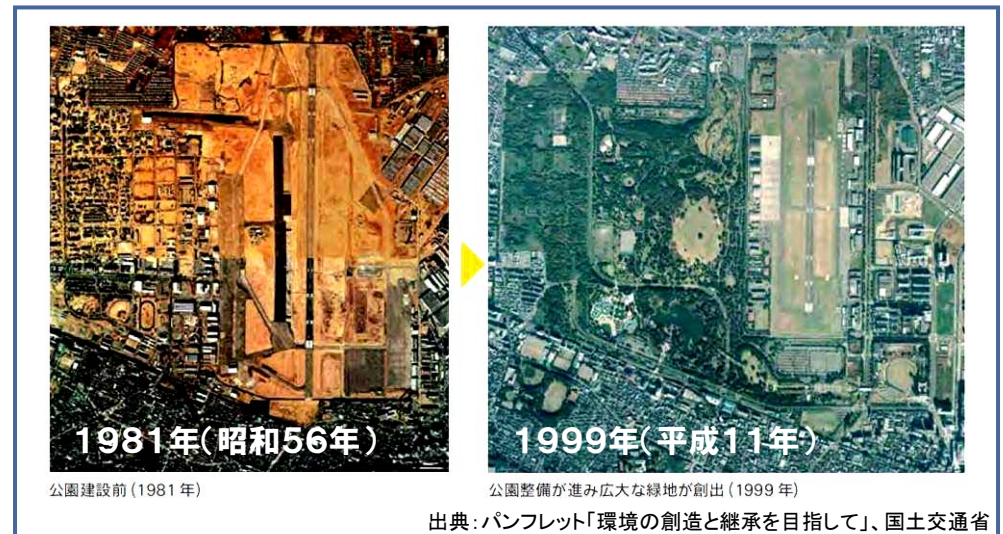 1981年(昭和56年)
1999年(平成11年)
公園建設前(1981年)
公園整備が進み広大な緑地が創出(1999年)
出典:パンフレット「環境の創造と継承を目指して」、国土交通省